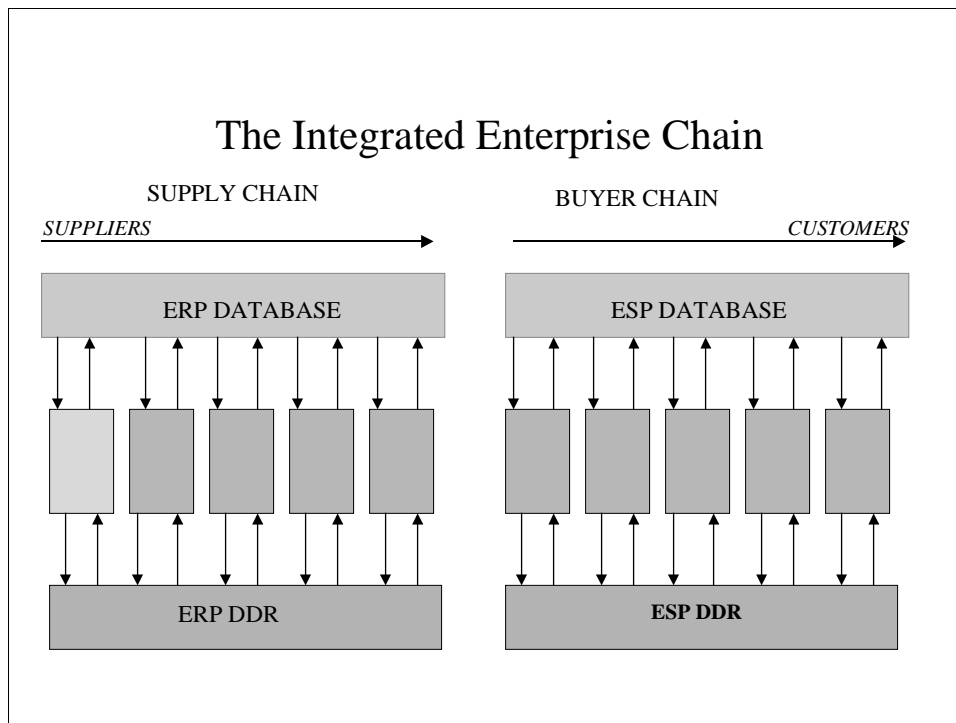 The Integrated Enterprise Chain
SUPPLY CHAIN
BUYER CHAIN
SUPPLIERS
CUSTOMERS
ERP DATABASE
ESP DATABASE
ERP DDR
ESP DDR